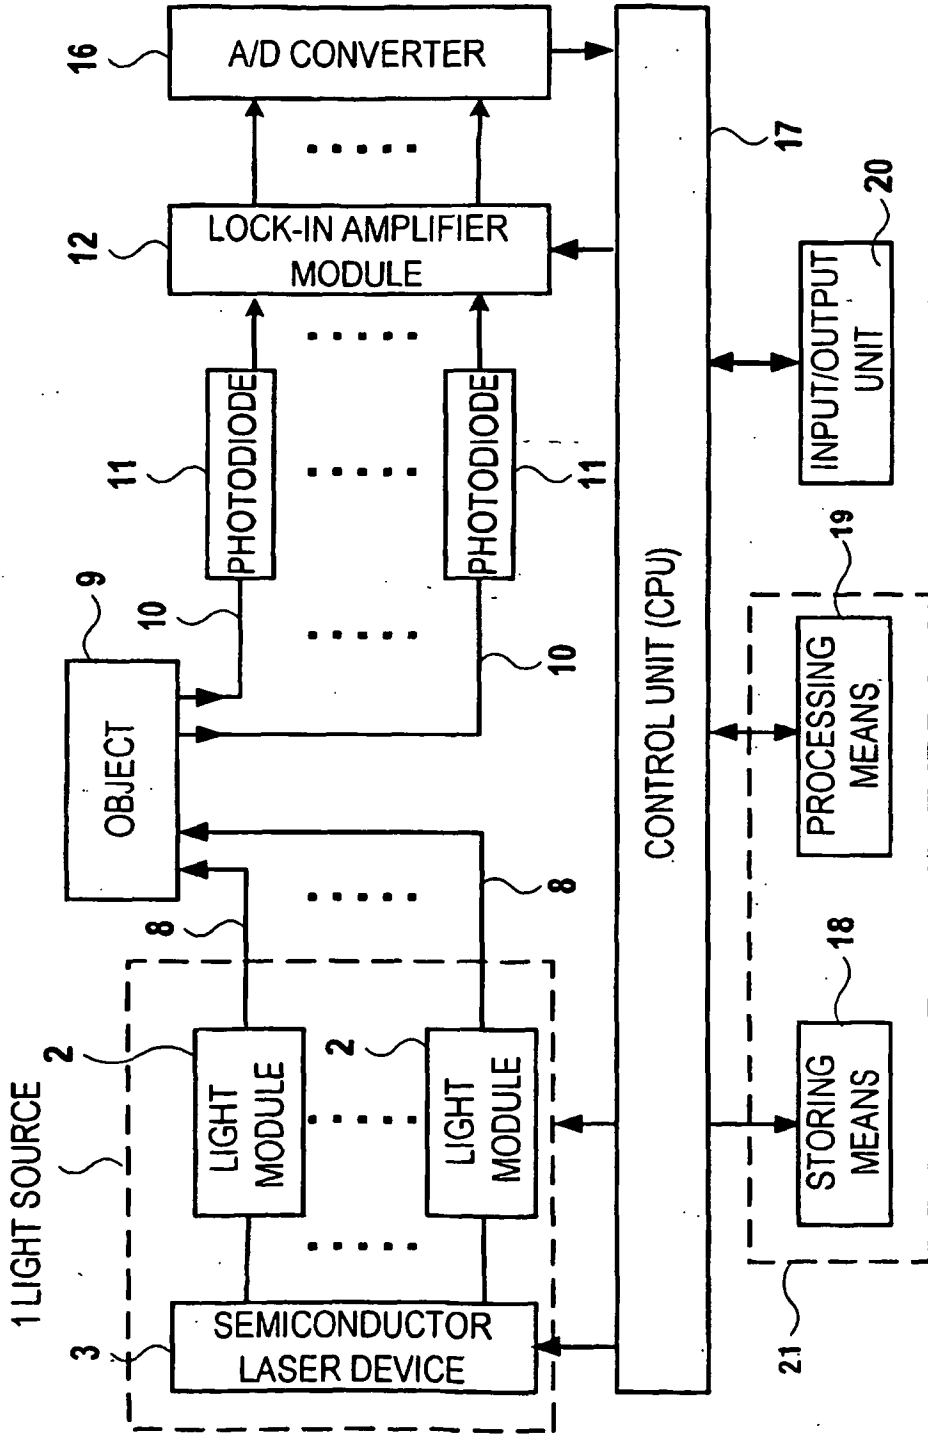 1 LIGHT SOURCE
3
SEMICONDUCTOR
LASER DEVICE
2
LIGHT
MODULE
2
LIGHT
MODULE
8
8
9
OBJECT
10
10
11
PHOTODIODE
PHOTODIODE
11
12
LOCK-IN AMPLIFIER
MODULE
16
A/D CONVERTER
CONTROL UNIT (CPU)
17
21
STORING
MEANS
18
PROCESSING
MEANS
19
INPUT/OUTPUT
UNIT
20